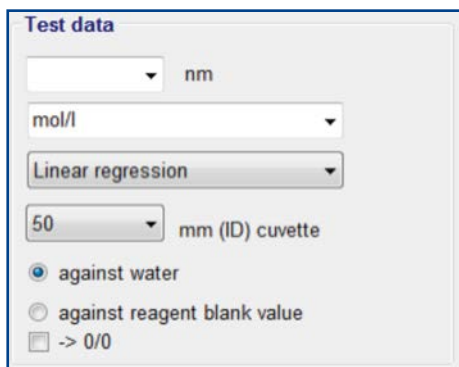 Test data
nm
mol/l
Linear regression
50 mm (ID) cuvette
against water
against reagent blank value
-> 0/0